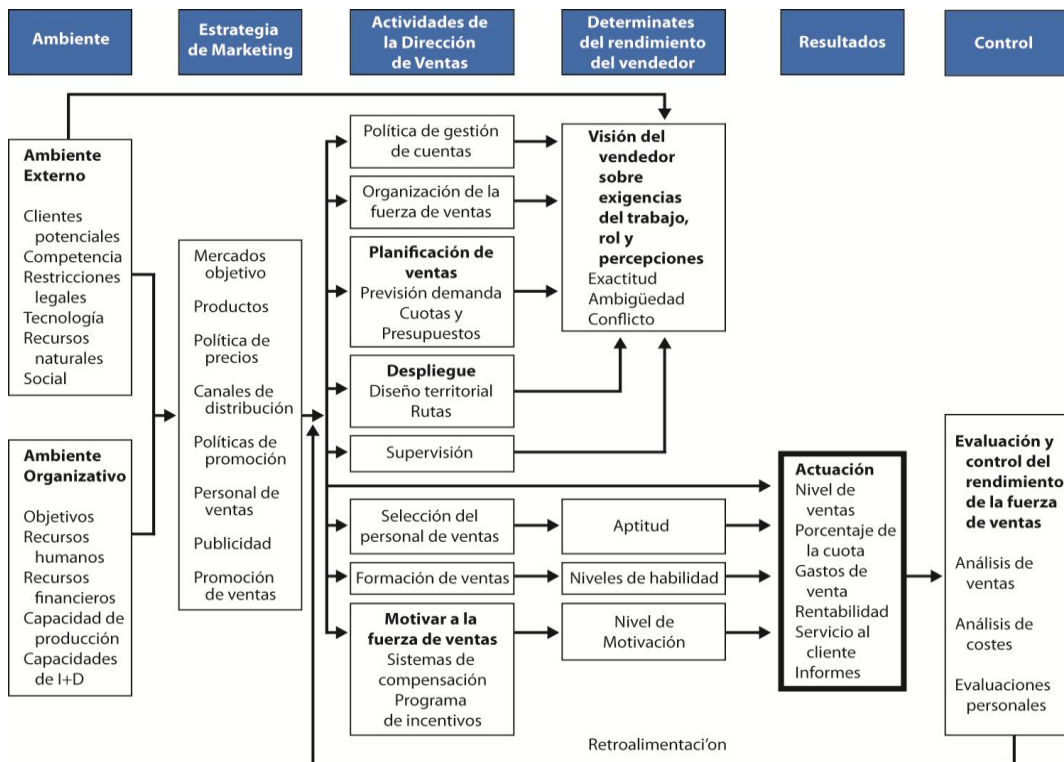 Ambiente
Estrategia
de Marketing
Actividades de
la Dirección
de Ventas
Determinates
del rendimiento
del vendedor
Resultados
Control
Ambiente
Externo
Clientes
potenciales
Competencia
Restricciones
legales
Tecnología
Recursos
naturales
Social
Ambiente
Organizativo
Objetivos
Recursos
humanos
Recursos
financieros
Capacidad de
producción
Capacidades
de I+D
Mercados
objetivo
Productos
Política de
precios
Canales de
distribución
Políticas de
promoción
Personal de
ventas
Publicidad
Promoción
de ventas
Política de gestión
de cuentas
Organización de la
fuerza de ventas
Planificación de
ventas
Previsión demanda
Cuotas y
Presupuestos
Despliegue
Diseño territorial
Rutas
Supervisión
Selección del
personal de ventas
Formación de ventas
Motivar a la
fuerza de ventas
Sistemas de
compensación
Programa
de incentivos
Visión del
vendedor
sobre
exigencias
del trabajo,
rol y
percepciones
Exactitud
Ambigüedad
Conflicto
Aptitud
Niveles de habilidad
Nivel de
Motivación
Actuación
Nivel de
ventas
Porcentaje de
la cuota
Gastos de
venta
Rentabilidad
Servicio al
cliente
Informes
Evaluación y
control del
rendimiento
de la fuerza
de ventas
Análisis de
ventas
Análisis de
costes
Evaluaciones
personales
Retroalimentaci'on